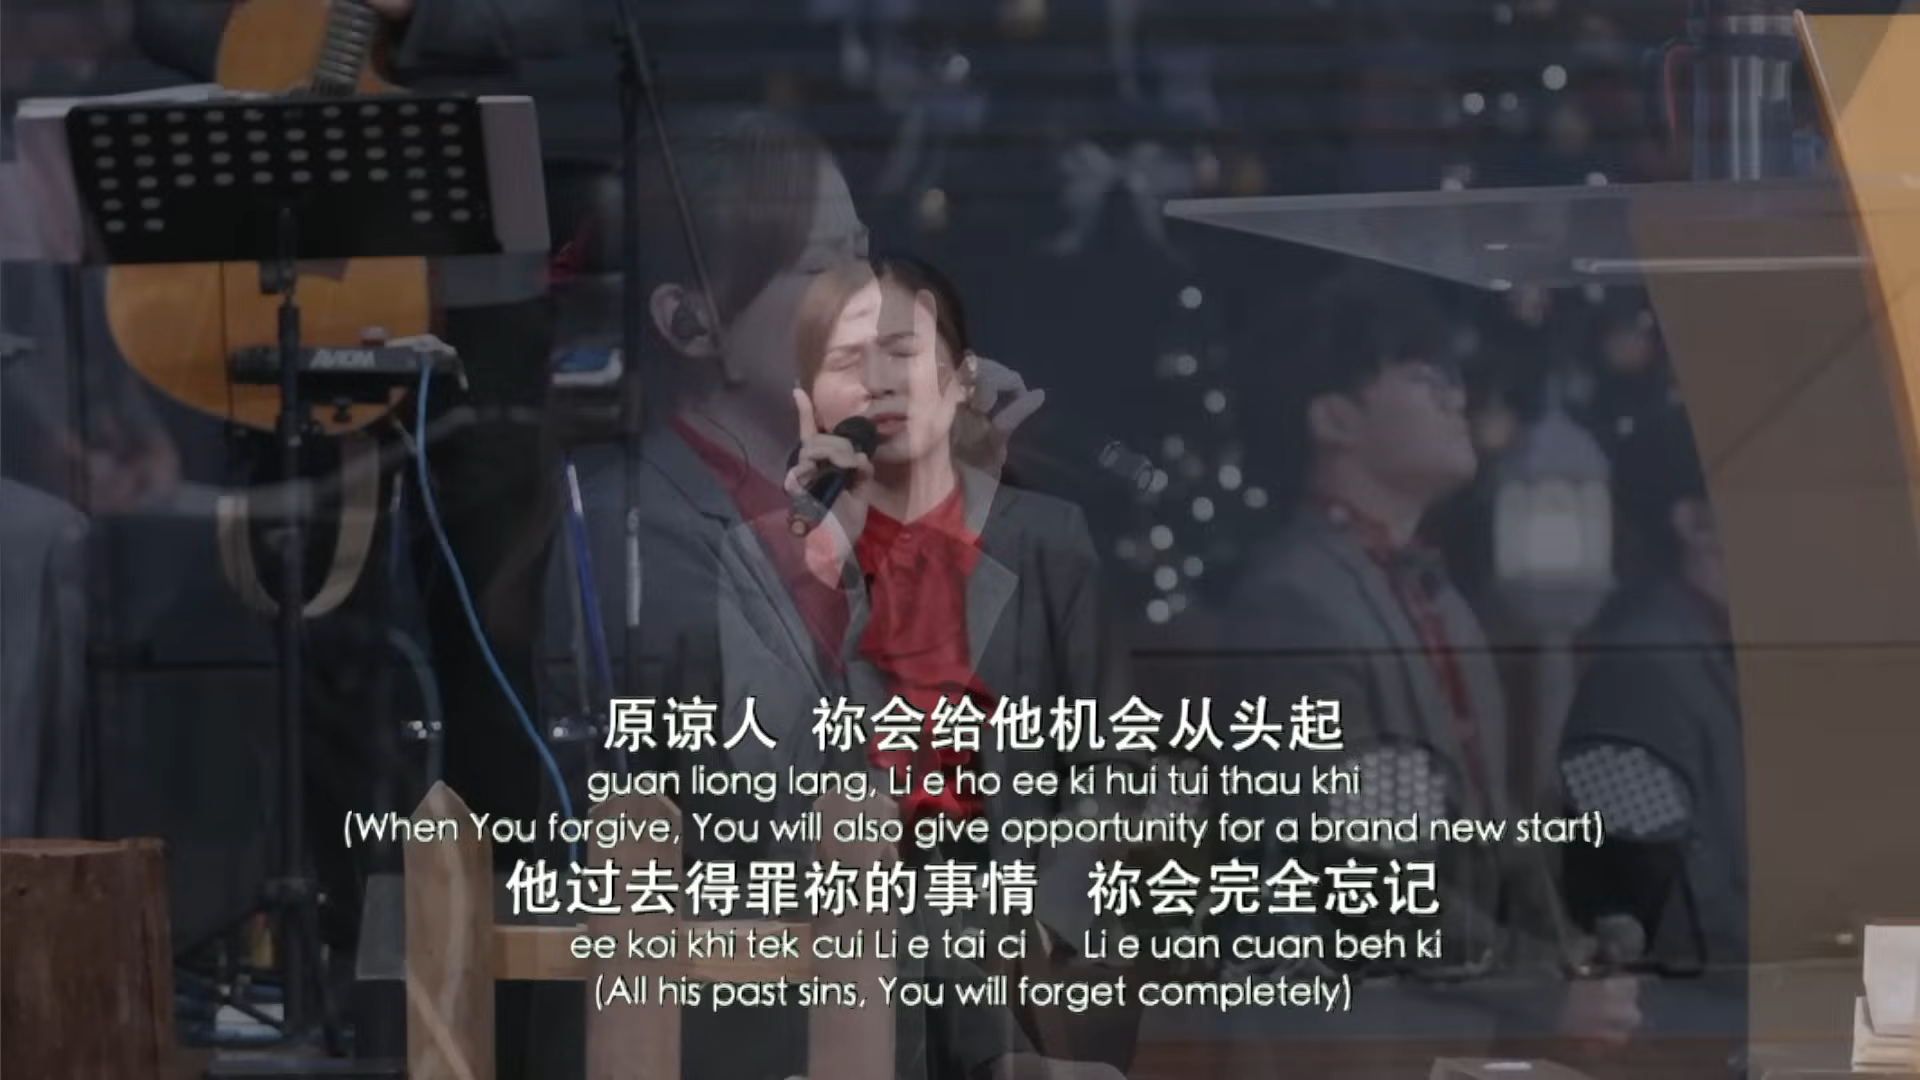 AVIOM
原谅人 祢会给他机会从头起
guan liong lang, Li e ho ee ki hui tui thau khi
(When You forgive, You will also give opportunity for a brand new start)
他过去得罪祢的事情 祢会完全忘记
ee koi khi tek cui Li e tai ci Li e uan cuan beh ki
(All his past sins, You will forget completely)